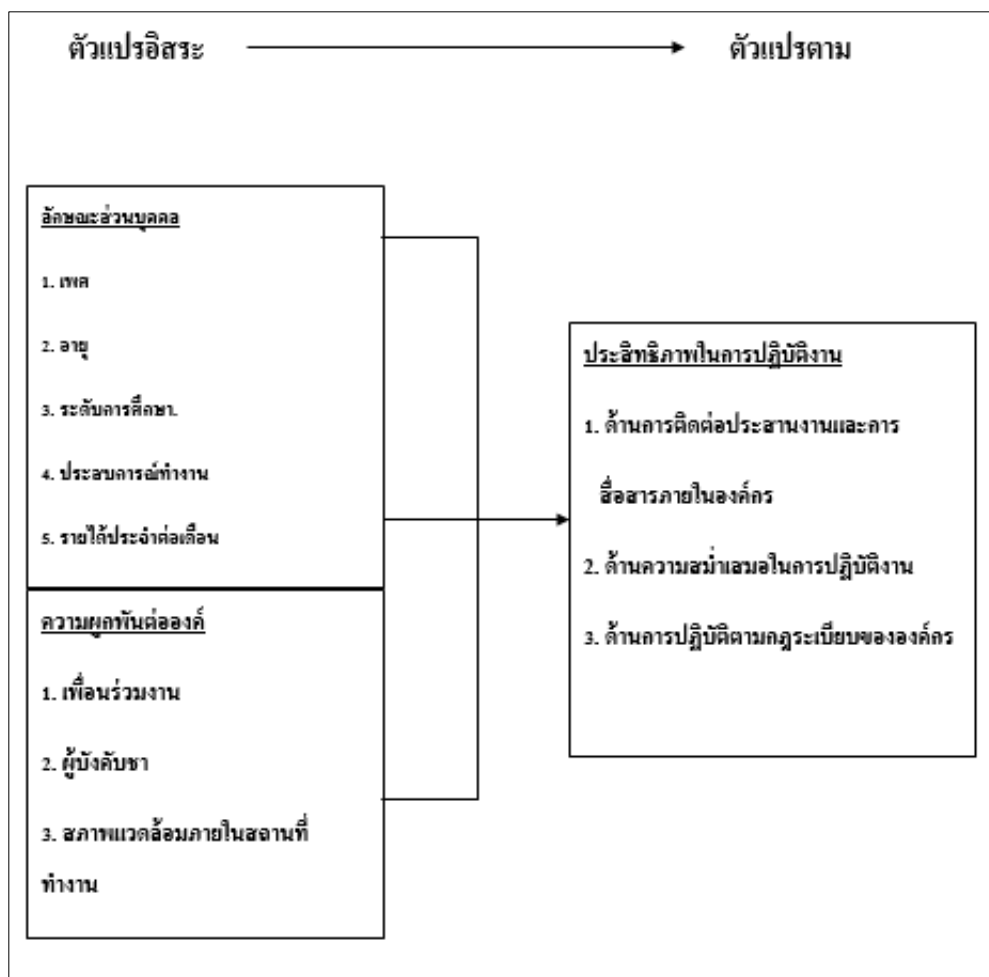 ตัวแปรอิสระ
ตัวแปรตาม
ลักษณะส่วนบุคคล
1. เพศ
2. อายุ
3. ระดับการศึกษา.
4. ประสบการณ์ทำงาน
5. รายได้ประจำต่อเดือน
ความผูกพันต่อองค์
1. เพื่อนร่วมงาน
2. ผู้บังคับชา
3. สภาพแวดล้อมภายในสถานที่
ทำงาน
ประสิทธิภาพในการปฏิบัติงาน
1. ด้านการติดต่อประสานงานและการ
สื่อสารภายในองค์กร
2. ด้านความสม่ำเสมอในการปฏิบัติงาน
3. ด้านการปฏิบัติตามกฎระเบียบขององค์กร